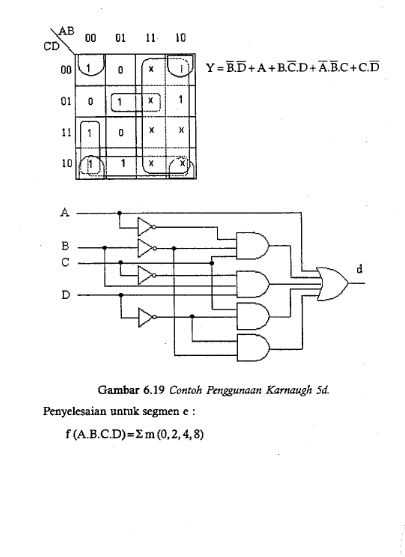 AB
CD
00 01 11 10
Y = B̅.D̅ + A + B.C̅.D + A̅.B̅.C + C.D̅
00 1 0 x 1
01 0 1 x 1
11 1 0 x x
10 1 1 x x
A
B
C
D
d
Gambar 6.19 Contoh Penggunaan Karnaugh 5d.
Penyelesaian untuk segmen e :
f (A.B.C.D) = Σ m (0, 2, 4, 8)